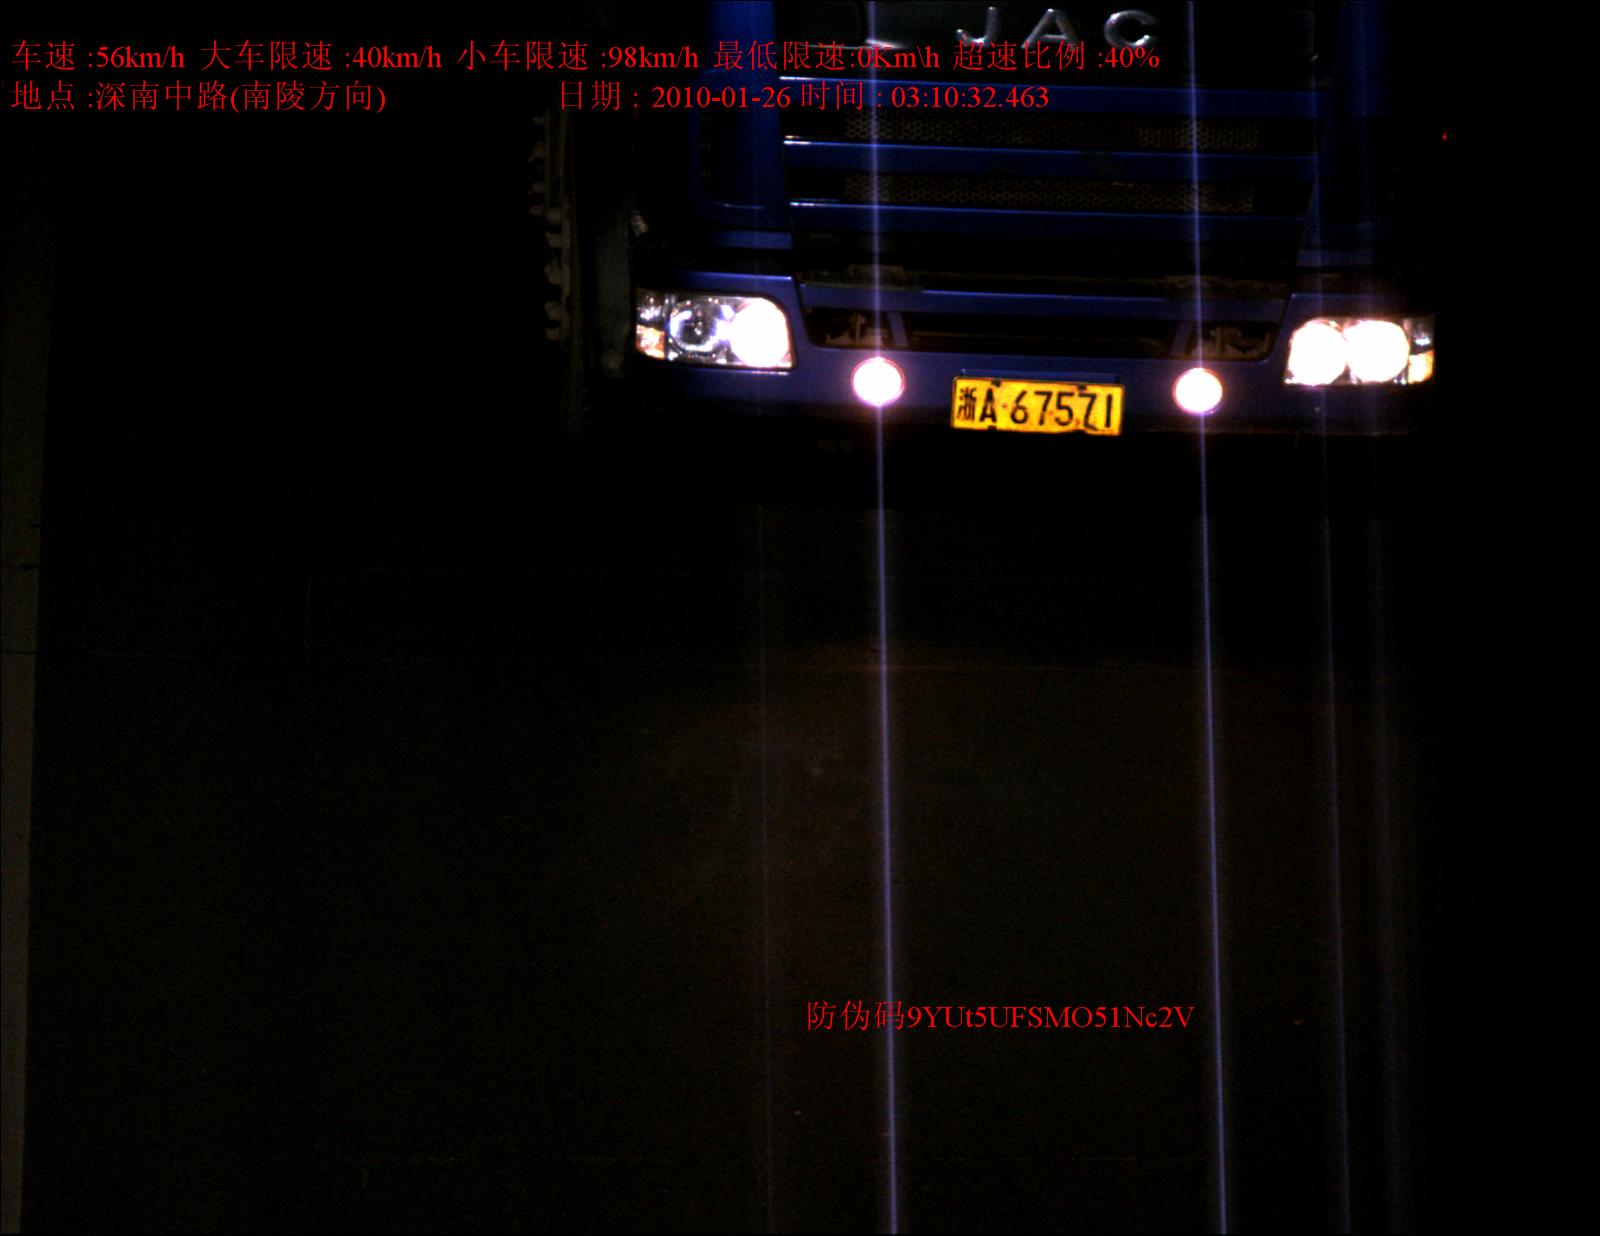 JAC
车速:56km/h 大车限速:40km/h 小车限速:98km/h 最低限速:0Km\h 超速比例:40%
地点:深南中路(南陵方向) 日期: 2010-01-26 时间: 03:10:32.463
浙A·67571
防伪码9YUt5UFSMO51Nc2V